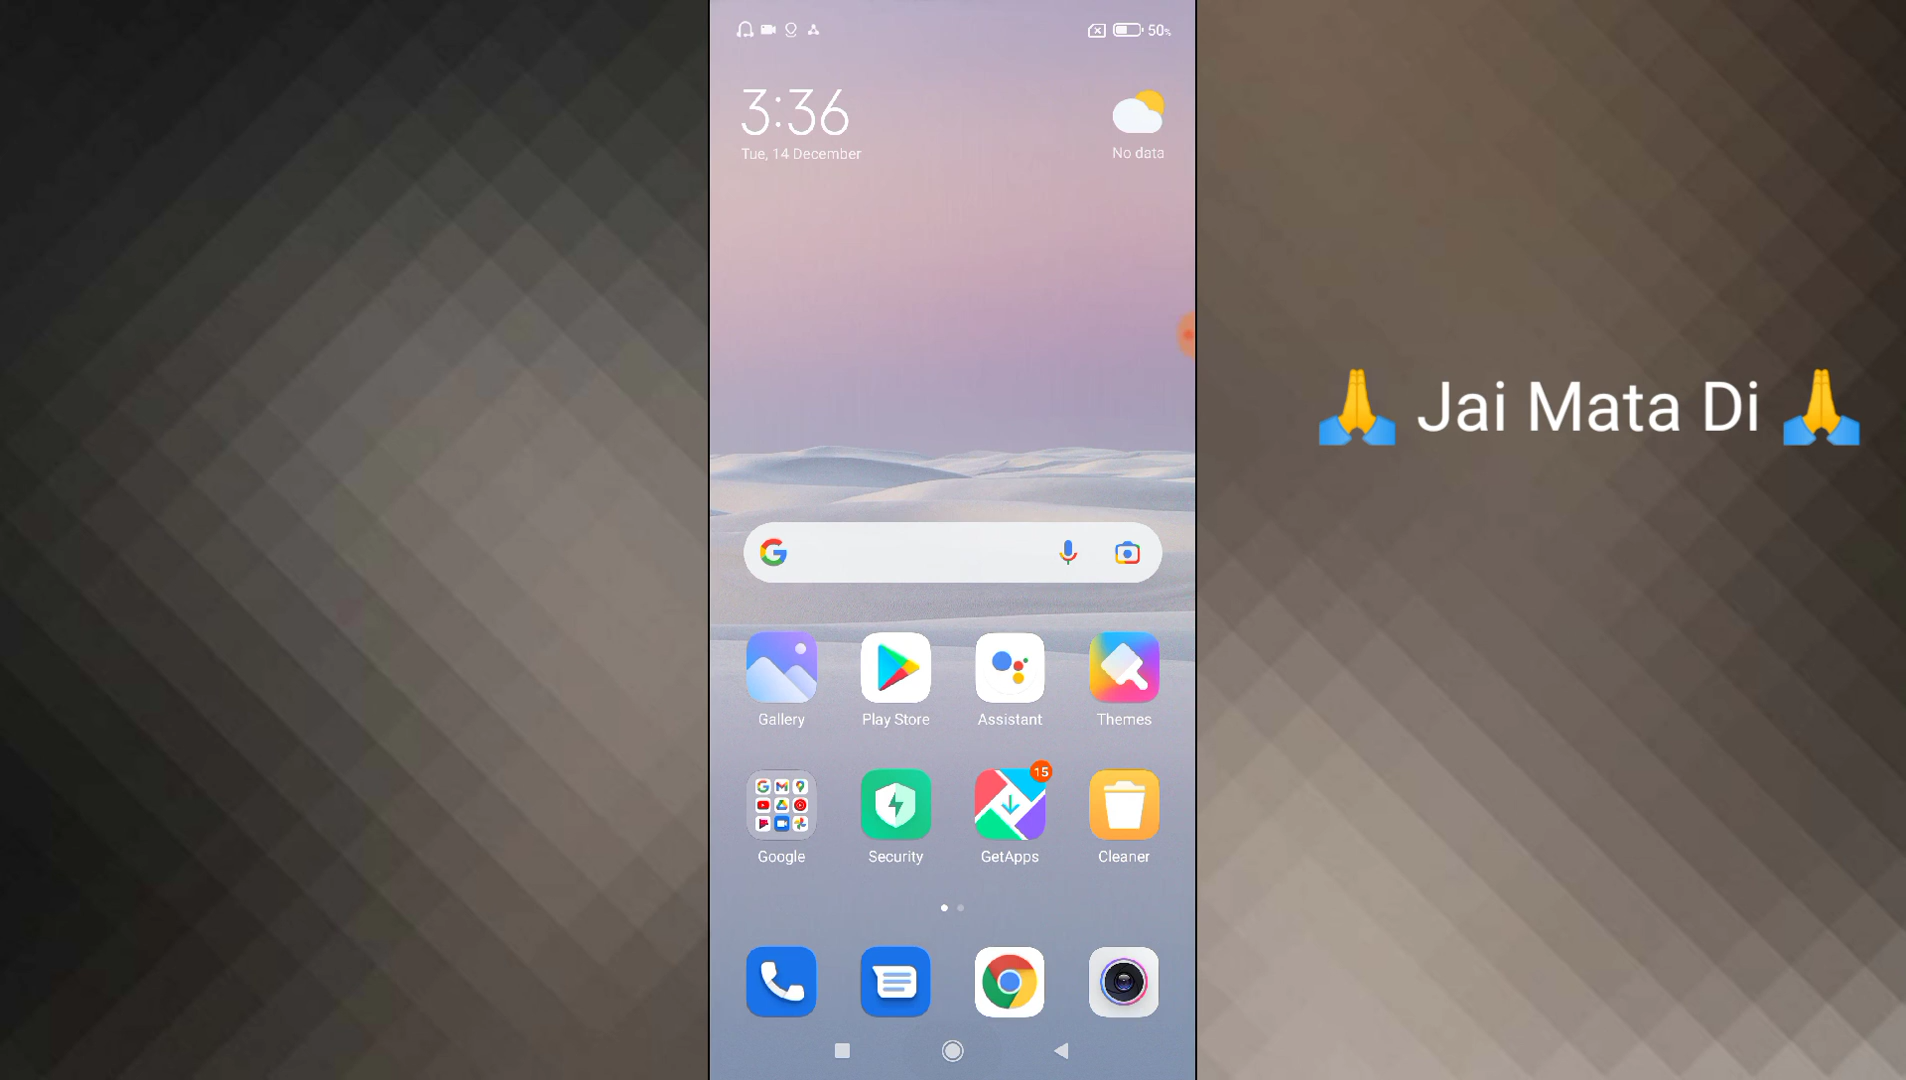 50%
3:36
Tue, 14 December
No data
🙏 Jai Mata Di 🙏
Gallery
Play Store
Assistant
Themes
15
Google
Security
GetApps
Cleaner